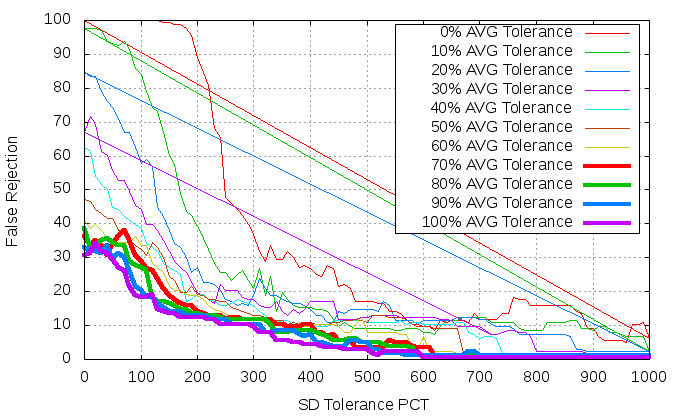 100
90
80
70
60
50
40
30
20
10
0
False Rejection
0% AVG Tolerance
10% AVG Tolerance
20% AVG Tolerance
30% AVG Tolerance
40% AVG Tolerance
50% AVG Tolerance
60% AVG Tolerance
70% AVG Tolerance
80% AVG Tolerance
90% AVG Tolerance
100% AVG Tolerance
0 100 200 300 400 500 600 700 800 900 1000
SD Tolerance PCT